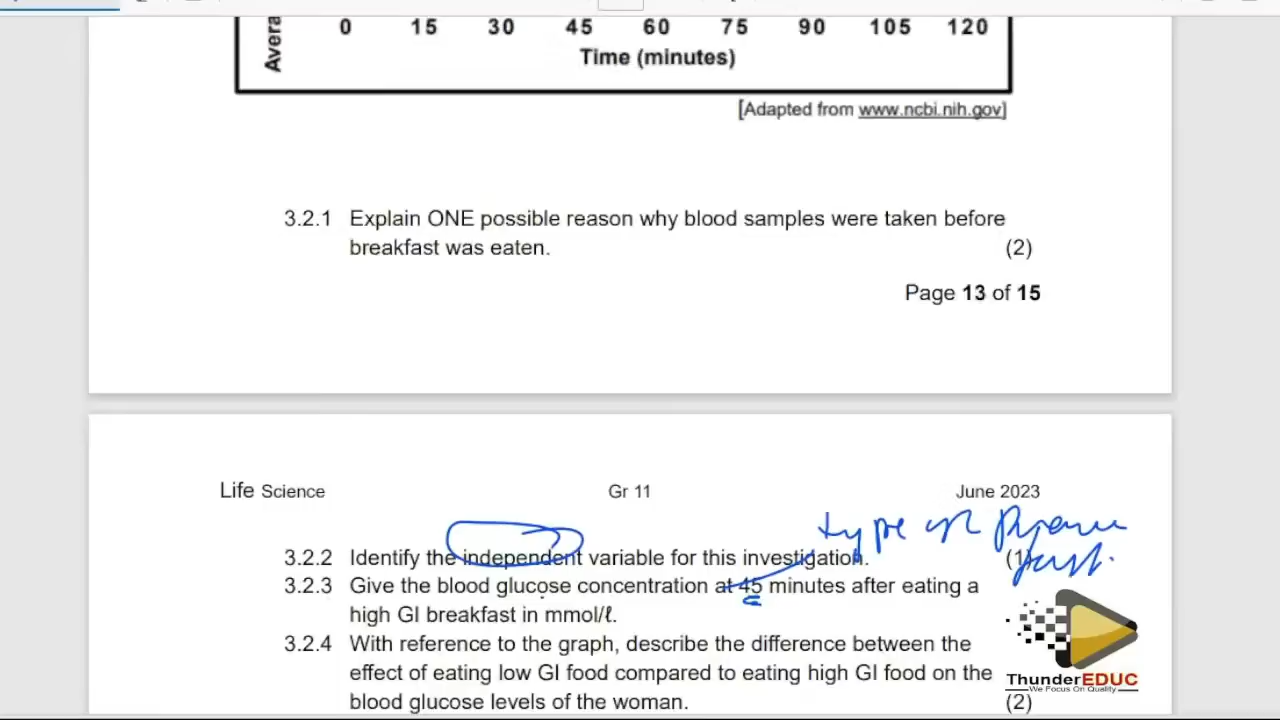 Avera
0 15 30 45 60 75 90 105 120
Time (minutes)
[Adapted from www.ncbi.nih.gov]
3.2.1 Explain ONE possible reason why blood samples were taken before
breakfast was eaten. (2)
Page 13 of 15
Life Science Gr 11 June 2023
type of
3.2.2 Identify the independent variable for this investigation. (1)
3.2.3 Give the blood glucose concentration at 45 minutes after eating a
high GI breakfast in mmol/ℓ.
3.2.4 With reference to the graph, describe the difference between the
effect of eating low GI food compared to eating high GI food on the
blood glucose levels of the woman. (2)
ThunderEDUC
We Focus On Quality